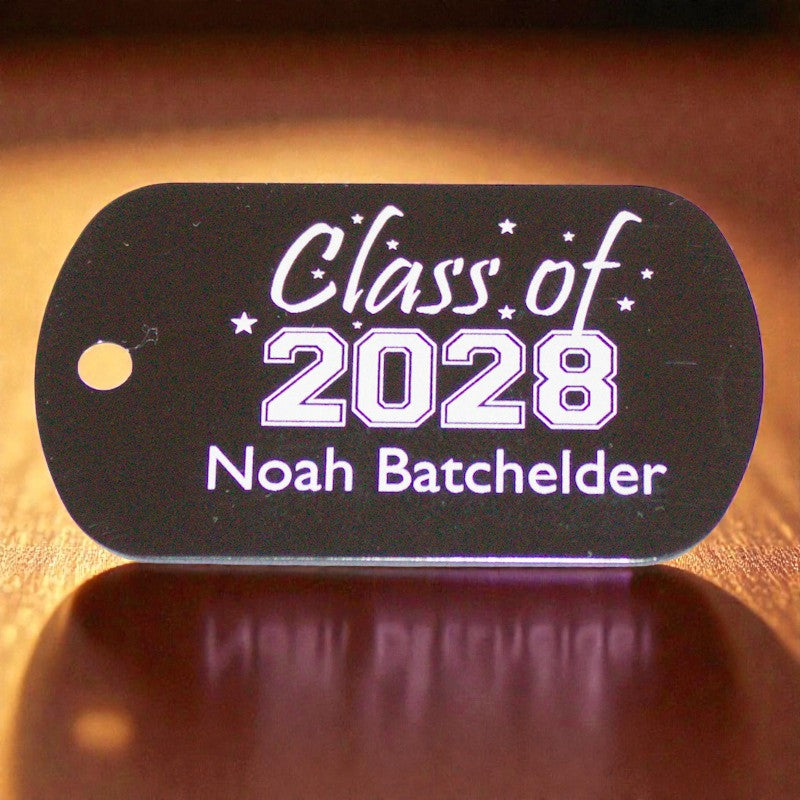 Class of
2028
Noah Batchelder